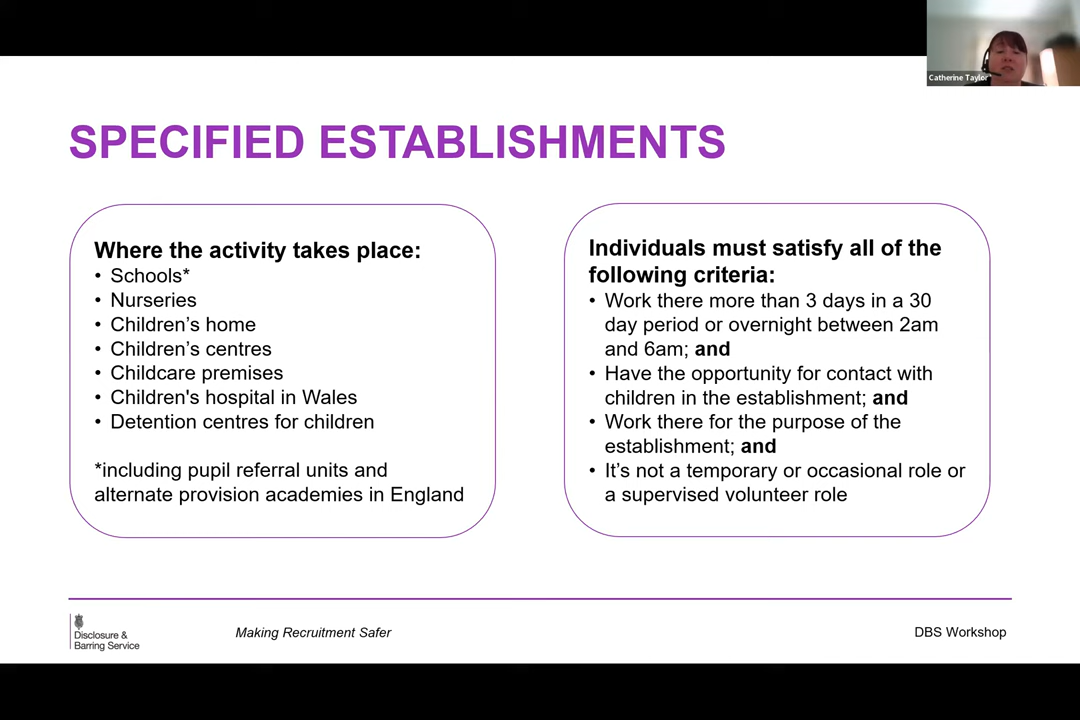 Catherine Taylor
SPECIFIED ESTABLISHMENTS
Where the activity takes place:
• Schools*
• Nurseries
• Children’s home
• Children’s centres
• Childcare premises
• Children's hospital in Wales
• Detention centres for children
*including pupil referral units and
alternate provision academies in England
Individuals must satisfy all of the
following criteria:
• Work there more than 3 days in a 30
day period or overnight between 2am
and 6am; and
• Have the opportunity for contact with
children in the establishment; and
• Work there for the purpose of the
establishment; and
• It’s not a temporary or occasional role or
a supervised volunteer role
Disclosure &
Barring Service
Making Recruitment Safer
DBS Workshop